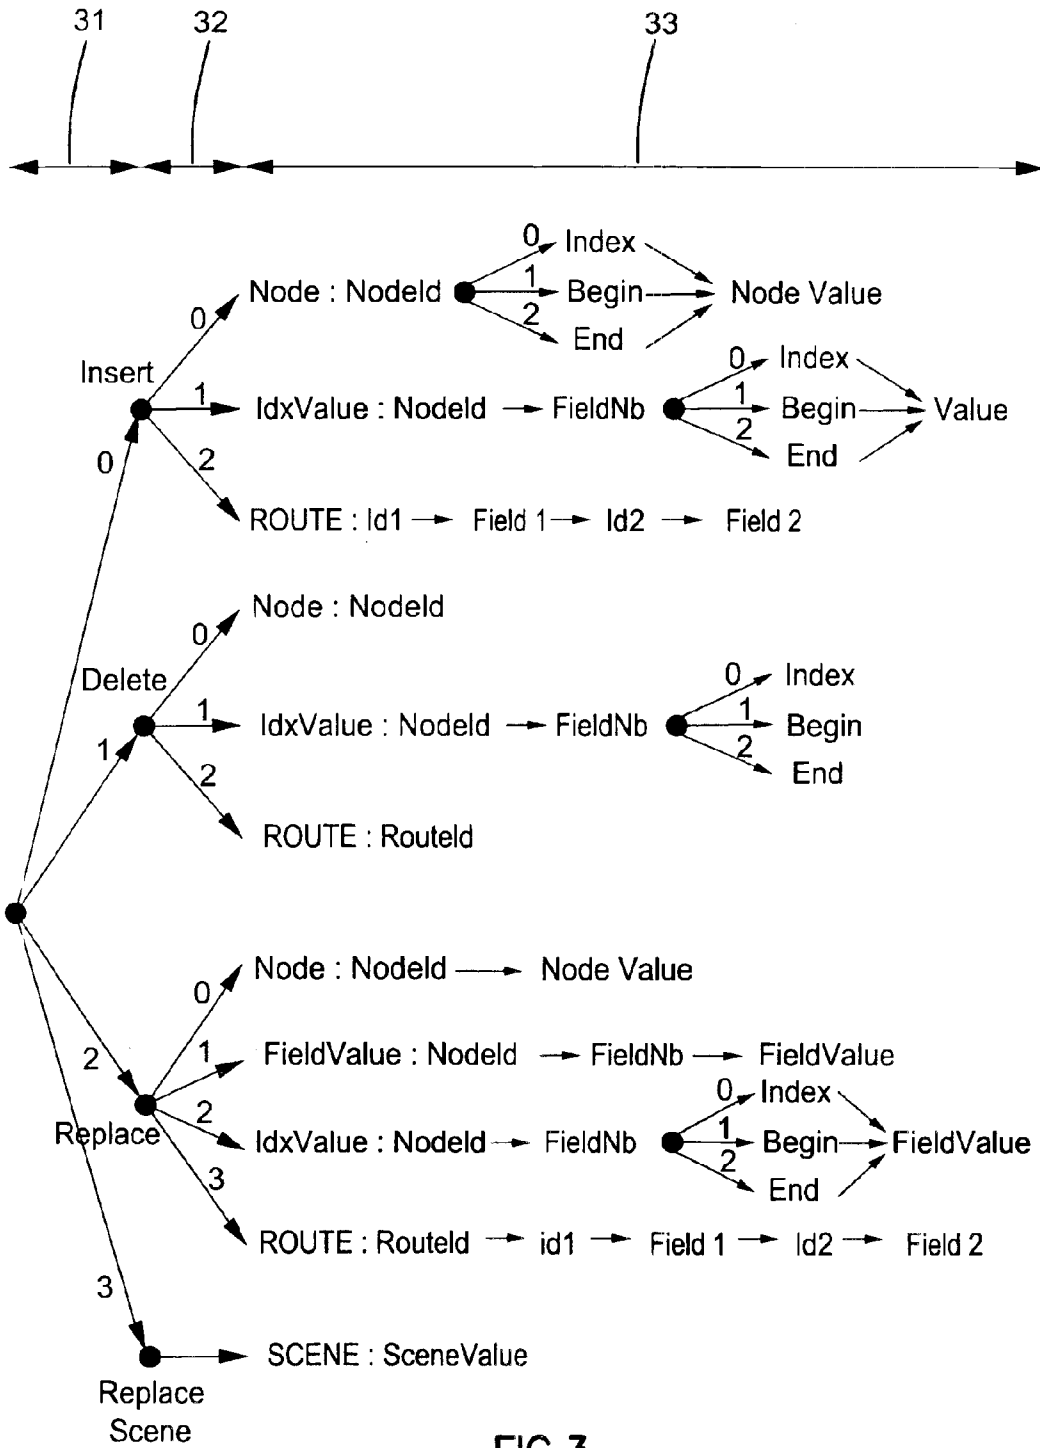 31 32 33
0 Index
Node : NodeId 1 Begin Node Value
0 2 End
Insert 0 Index
1 IdxValue : NodeId FieldNb 1 Begin Value
0 2 2 End
ROUTE : Id1 Field 1 Id2 Field 2
Node : NodeId
0
Delete 0 Index
1 1 IdxValue : NodeId FieldNb 1 Begin
2 2 End
ROUTE : RouteId
Node : NodeId Node Value
0
2 1 FieldValue : NodeId FieldNb FieldValue
0 Index
Replace 2 IdxValue : NodeId FieldNb 1 Begin FieldValue
3 2 End
ROUTE : RouteId id1 Field 1 Id2 Field 2
3
SCENE : SceneValue
Replace
Scene